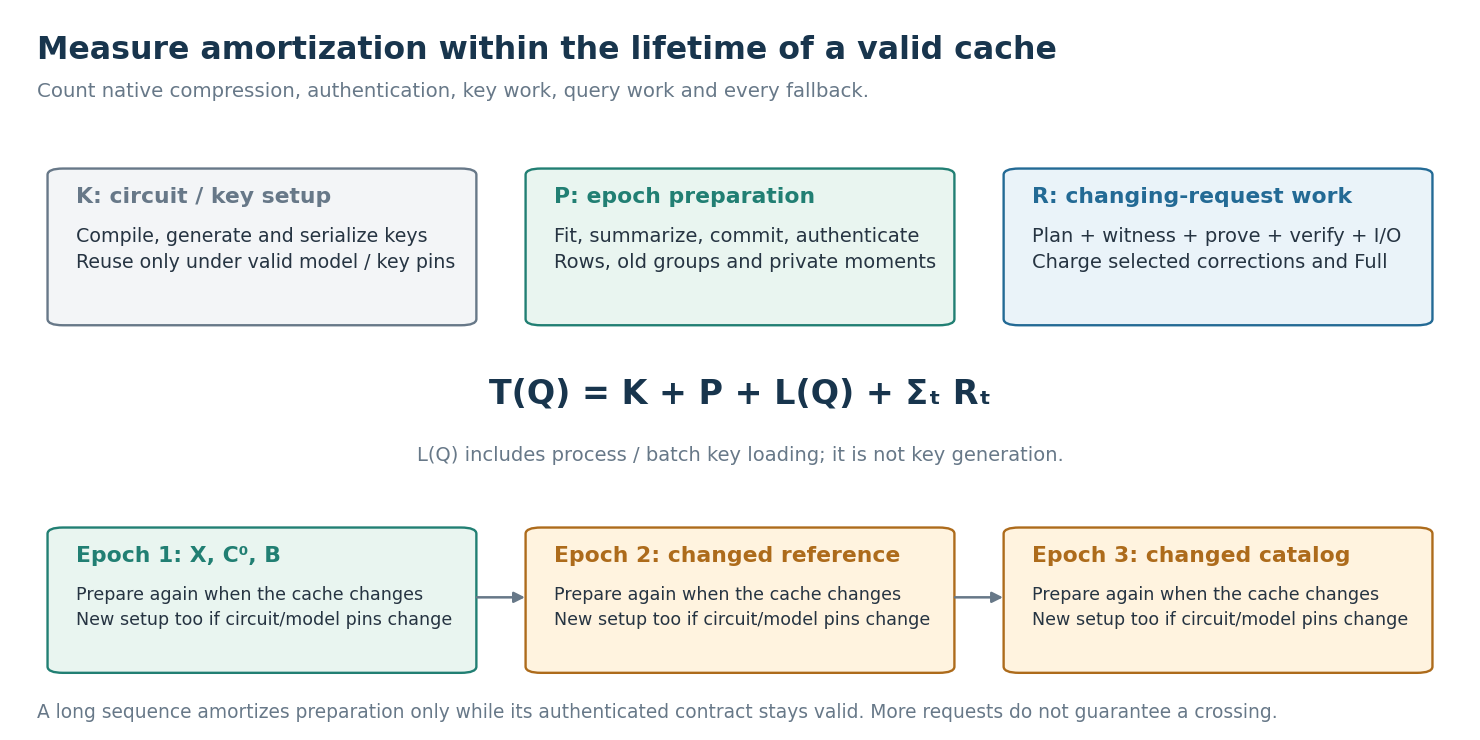 Measure amortization within the lifetime of a valid cache
Count native compression, authentication, key work, query work and every fallback.
K: circuit / key setup
Compile, generate and serialize keys
Reuse only under valid model / key pins
P: epoch preparation
Fit, summarize, commit, authenticate
Rows, old groups and private moments
R: changing-request work
Plan + witness + prove + verify + I/O
Charge selected corrections and Full
T(Q) = K + P + L(Q) + Σₜ Rₜ
L(Q) includes process / batch key loading; it is not key generation.
Epoch 1: X, C⁰, B
Prepare again when the cache changes
New setup too if circuit/model pins change
Epoch 2: changed reference
Prepare again when the cache changes
New setup too if circuit/model pins change
Epoch 3: changed catalog
Prepare again when the cache changes
New setup too if circuit/model pins change
A long sequence amortizes preparation only while its authenticated contract stays valid. More requests do not guarantee a crossing.